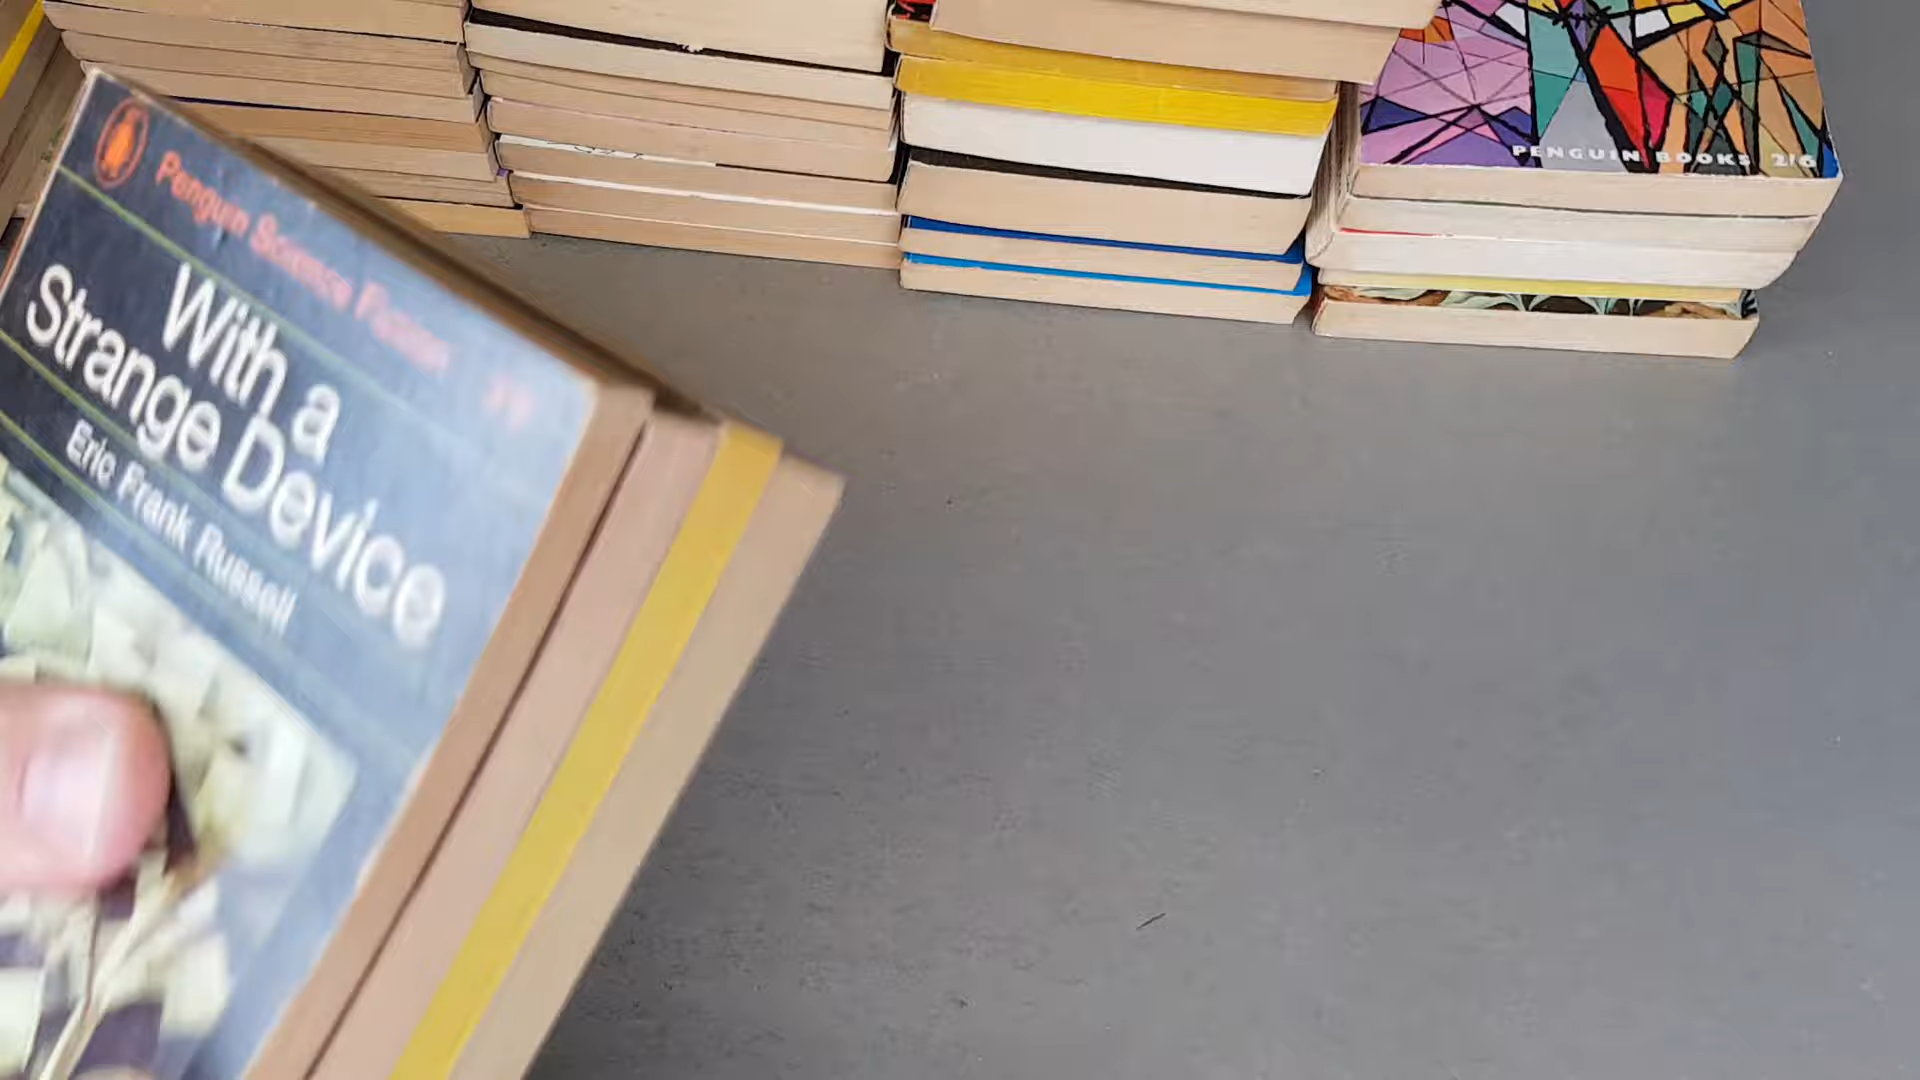 PENGUIN BOOKS 2/6
Penguin Science Fiction
With a
Strange Device
Eric Frank Russell